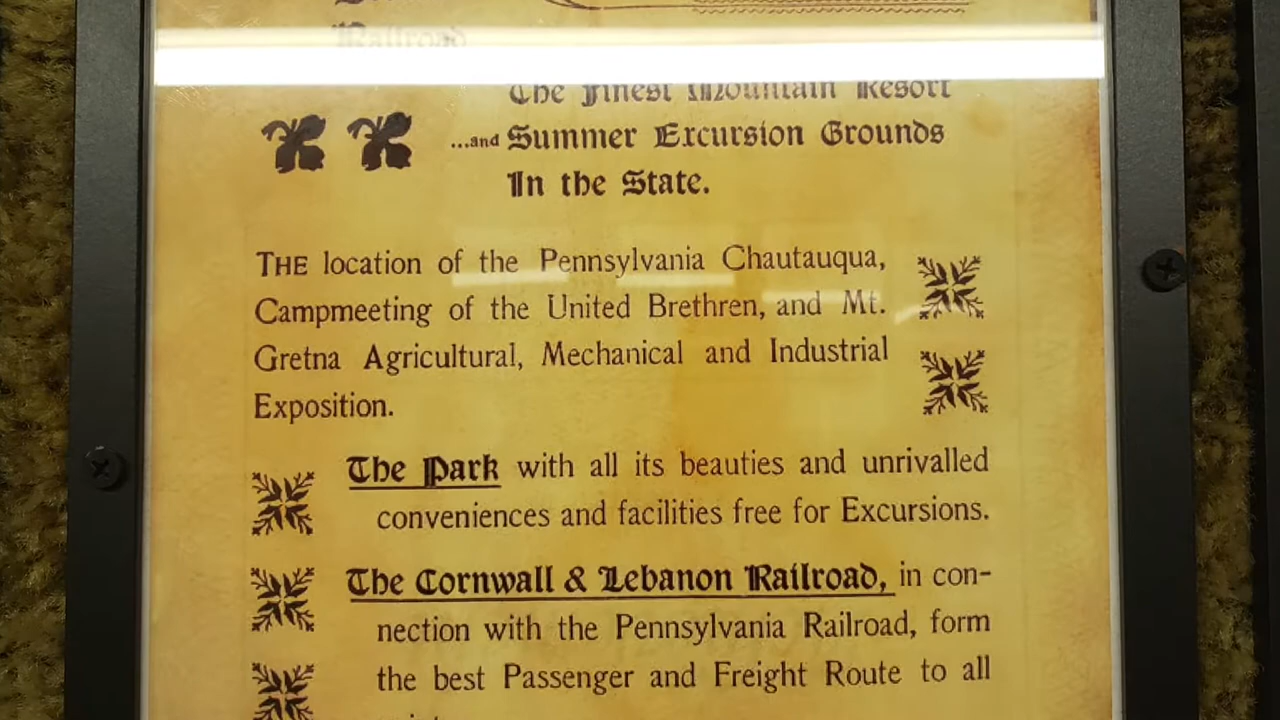 Railroad
The Finest Mountain Resort
...and Summer Excursion Grounds
In the State.
THE location of the Pennsylvania Chautauqua,
Campmeeting of the United Brethren, and Mt.
Gretna Agricultural, Mechanical and Industrial
Exposition.
The Park with all its beauties and unrivalled
conveniences and facilities free for Excursions.
The Cornwall & Lebanon Railroad, in con-
nection with the Pennsylvania Railroad, form
the best Passenger and Freight Route to all